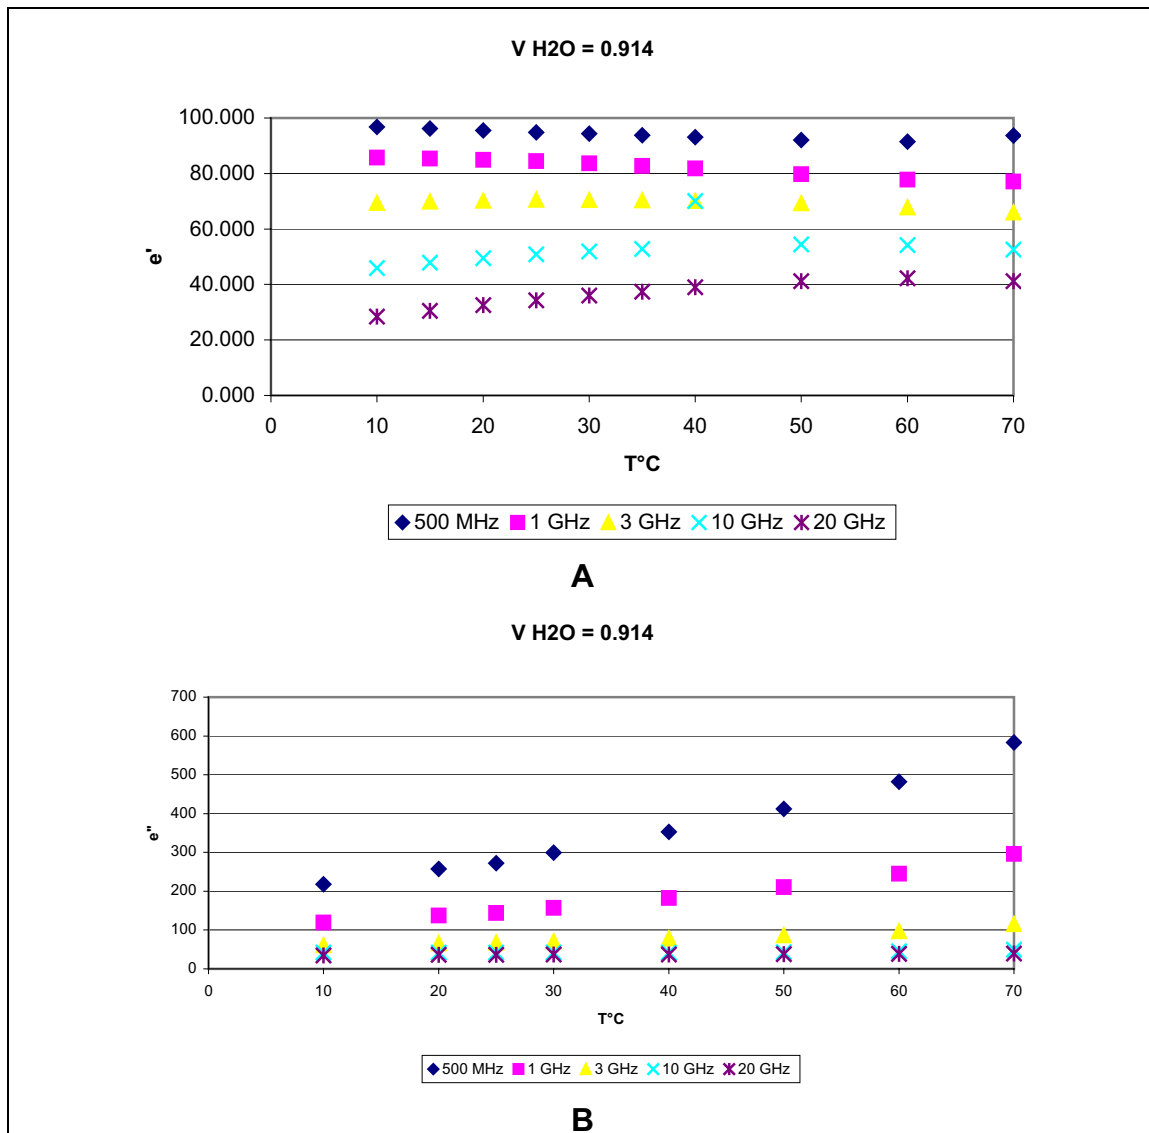 V H2O = 0.914
100.000
80.000
60.000
40.000
20.000
0.000
e'
0 10 20 30 40 50 60 70
T°C
500 MHz 1 GHz 3 GHz 10 GHz 20 GHz
A
V H2O = 0.914
700
600
500
400
300
200
100
0
e"
0 10 20 30 40 50 60 70
T°C
500 MHz 1 GHz 3 GHz 10 GHz 20 GHz
B